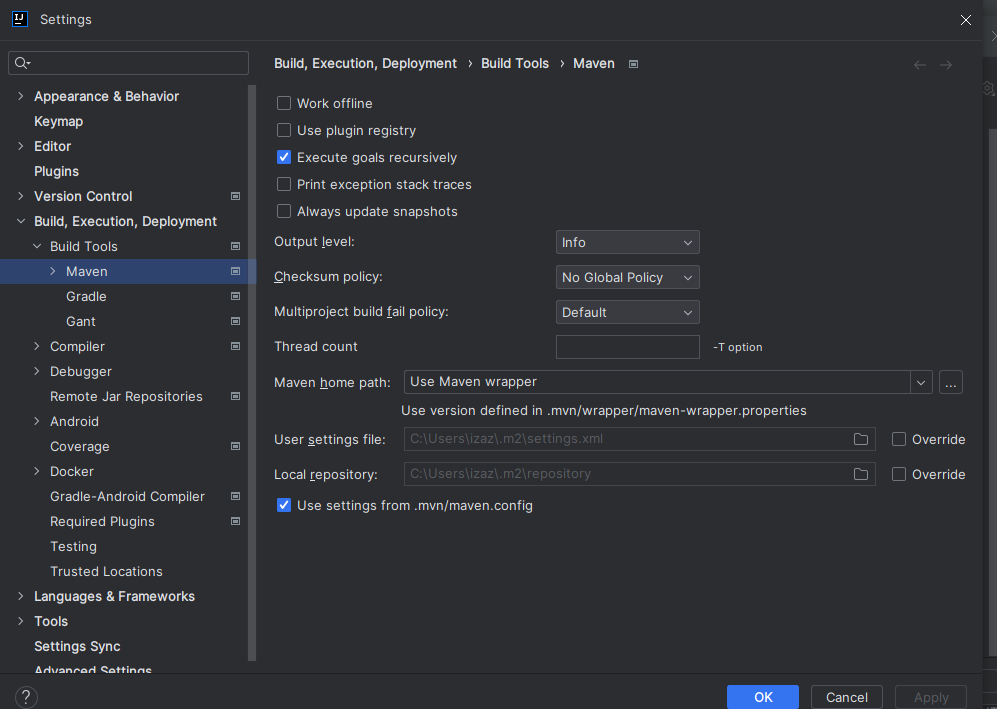 Settings
Build, Execution, Deployment › Build Tools › Maven
Appearance & Behavior
Keymap
Editor
Plugins
Version Control
Build, Execution, Deployment
Build Tools
Maven
Gradle
Gant
Compiler
Debugger
Remote Jar Repositories
Android
Coverage
Docker
Gradle-Android Compiler
Required Plugins
Testing
Trusted Locations
Languages & Frameworks
Tools
Settings Sync
Advanced Settings
Work offline
Use plugin registry
Execute goals recursively
Print exception stack traces
Always update snapshots
Output level: Info
Checksum policy: No Global Policy
Multiproject build fail policy: Default
Thread count -T option
Maven home path: Use Maven wrapper ...
Use version defined in .mvn/wrapper/maven-wrapper.properties
User settings file: C:\Users\izaz\.m2\settings.xml Override
Local repository: C:\Users\izaz\.m2\repository Override
Use settings from .mvn/maven.config
? OK Cancel Apply